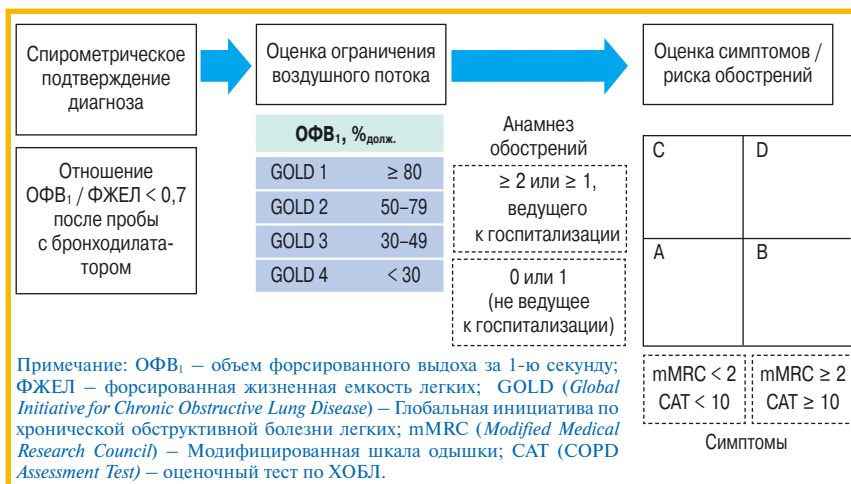 Спирометрическое
подтверждение
диагноза
Оценка ограничения
воздушного потока
Оценка симптомов /
риска обострений
Отношение
ОФВ₁ / ФЖЕЛ < 0,7
после пробы
с бронходилата-
тором
ОФВ₁, %долж.
GOLD 1 ≥ 80
GOLD 2 50–79
GOLD 3 30–49
GOLD 4 < 30
Анамнез
обострений
≥ 2 или ≥ 1,
ведущего
к госпитализации
0 или 1
(не ведущее
к госпитализации)
C D
A B
mMRC < 2
CAT < 10
mMRC ≥ 2
CAT ≥ 10
Симптомы
Примечание: ОФВ₁ – объем форсированного выдоха за 1-ю секунду;
ФЖЕЛ – форсированная жизненная емкость легких; GOLD (Global
Initiative for Chronic Obstructive Lung Disease) – Глобальная инициатива по
хронической обструктивной болезни легких; mMRC (Modified Medical
Research Council) – Модифицированная шкала одышки; CAT (COPD
Assessment Test) – оценочный тест по ХОБЛ.